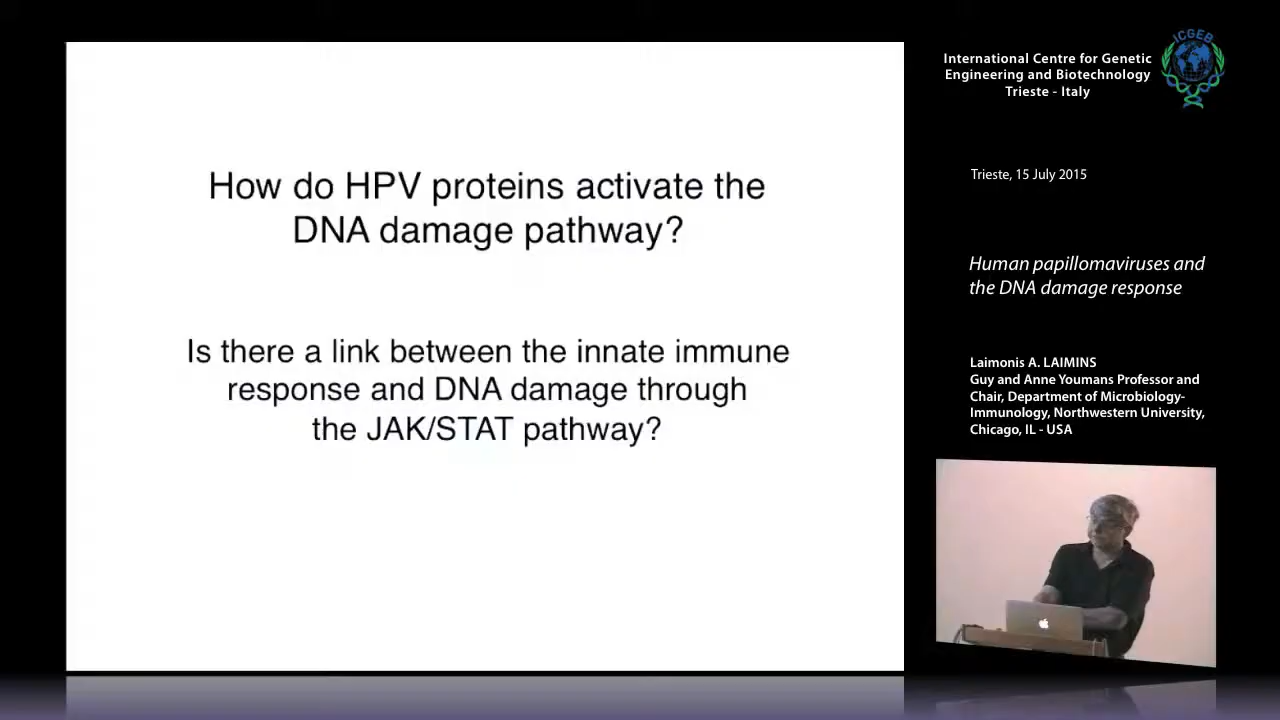 How do HPV proteins activate the
DNA damage pathway?
Is there a link between the innate immune
response and DNA damage through
the JAK/STAT pathway?
International Centre for Genetic
Engineering and Biotechnology
Trieste - Italy
ICGEB
Trieste, 15 July 2015
Human papillomaviruses and
the DNA damage response
Laimonis A. LAIMINS
Guy and Anne Youmans Professor and
Chair, Department of Microbiology-
Immunology, Northwestern University,
Chicago, IL - USA